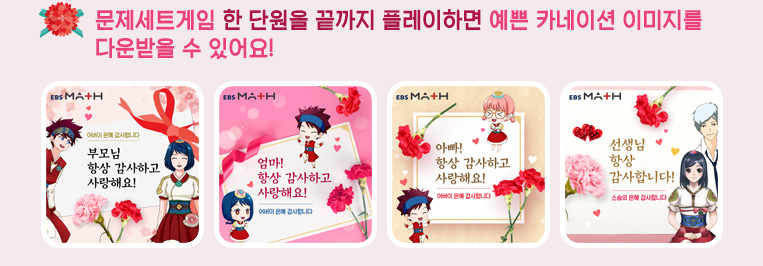 문제세트게임 한 단원을 끝까지 플레이하면 예쁜 카네이션 이미지를
다운받을 수 있어요!
EBS MATH
어버이 은혜 감사합니다
부모님
항상 감사하고
사랑해요!
EBS MATH
엄마!
항상 감사하고
사랑해요!
어버이 은혜 감사합니다
EBS MATH
아빠!
항상 감사하고
사랑해요!
어버이 은혜 감사합니다
EBS MATH
선생님
항상
감사합니다!
스승의 은혜 감사합니다